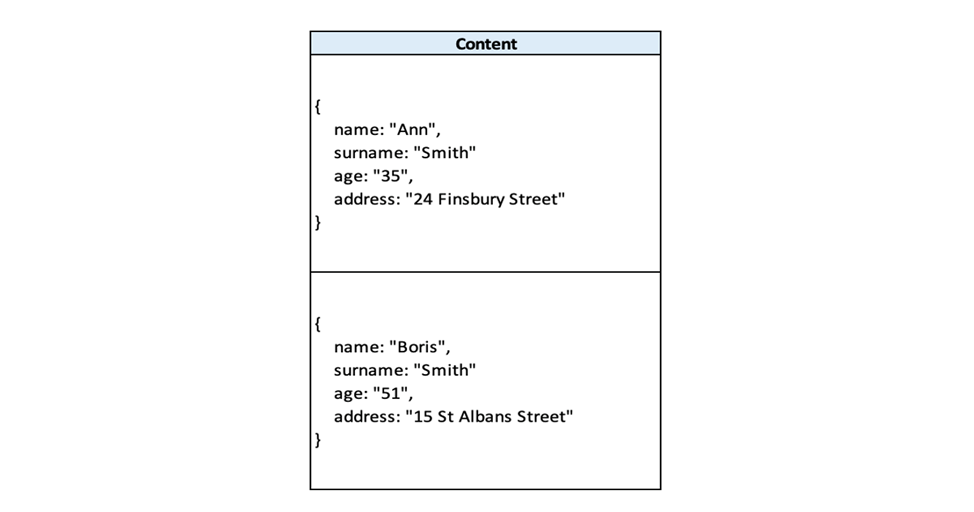 Content
{
name: "Ann",
surname: "Smith"
age: "35",
address: "24 Finsbury Street"
}
{
name: "Boris",
surname: "Smith"
age: "51",
address: "15 St Albans Street"
}